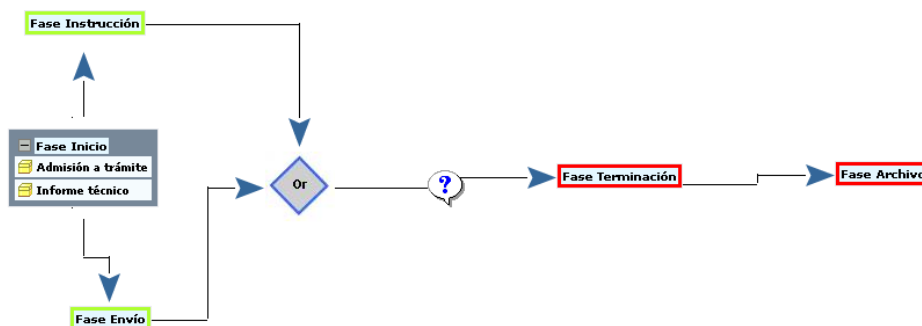 Fase Instrucción
Fase Inicio
Admisión a trámite
Informe técnico
Or
?
Fase Terminación
Fase Archivo
Fase Envío